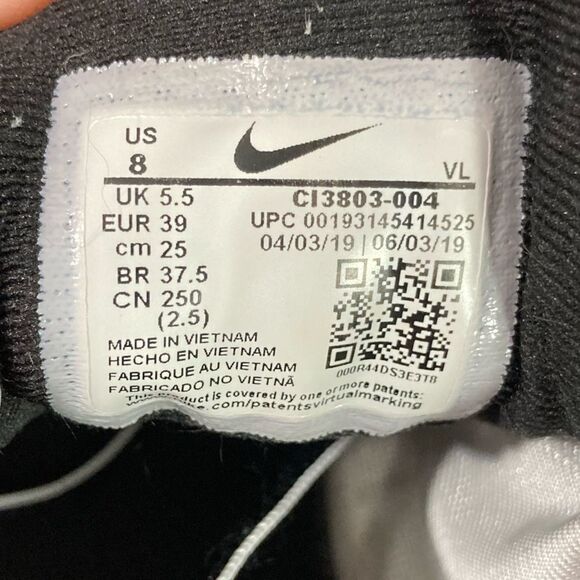 US
8
VL
UK 5.5
EUR 39
cm 25
BR 37.5
CN 250
(2.5)
CI3803-004
UPC 00193145414525
04/03/19 | 06/03/19
000R44DS3E3T8
MADE IN VIETNAM
HECHO EN VIETNAM
FABRIQUE AU VIETNAM
FABRICADO NO VIETNÃ
This product is covered by one or more patents:
.com/patentsvirtualmarking